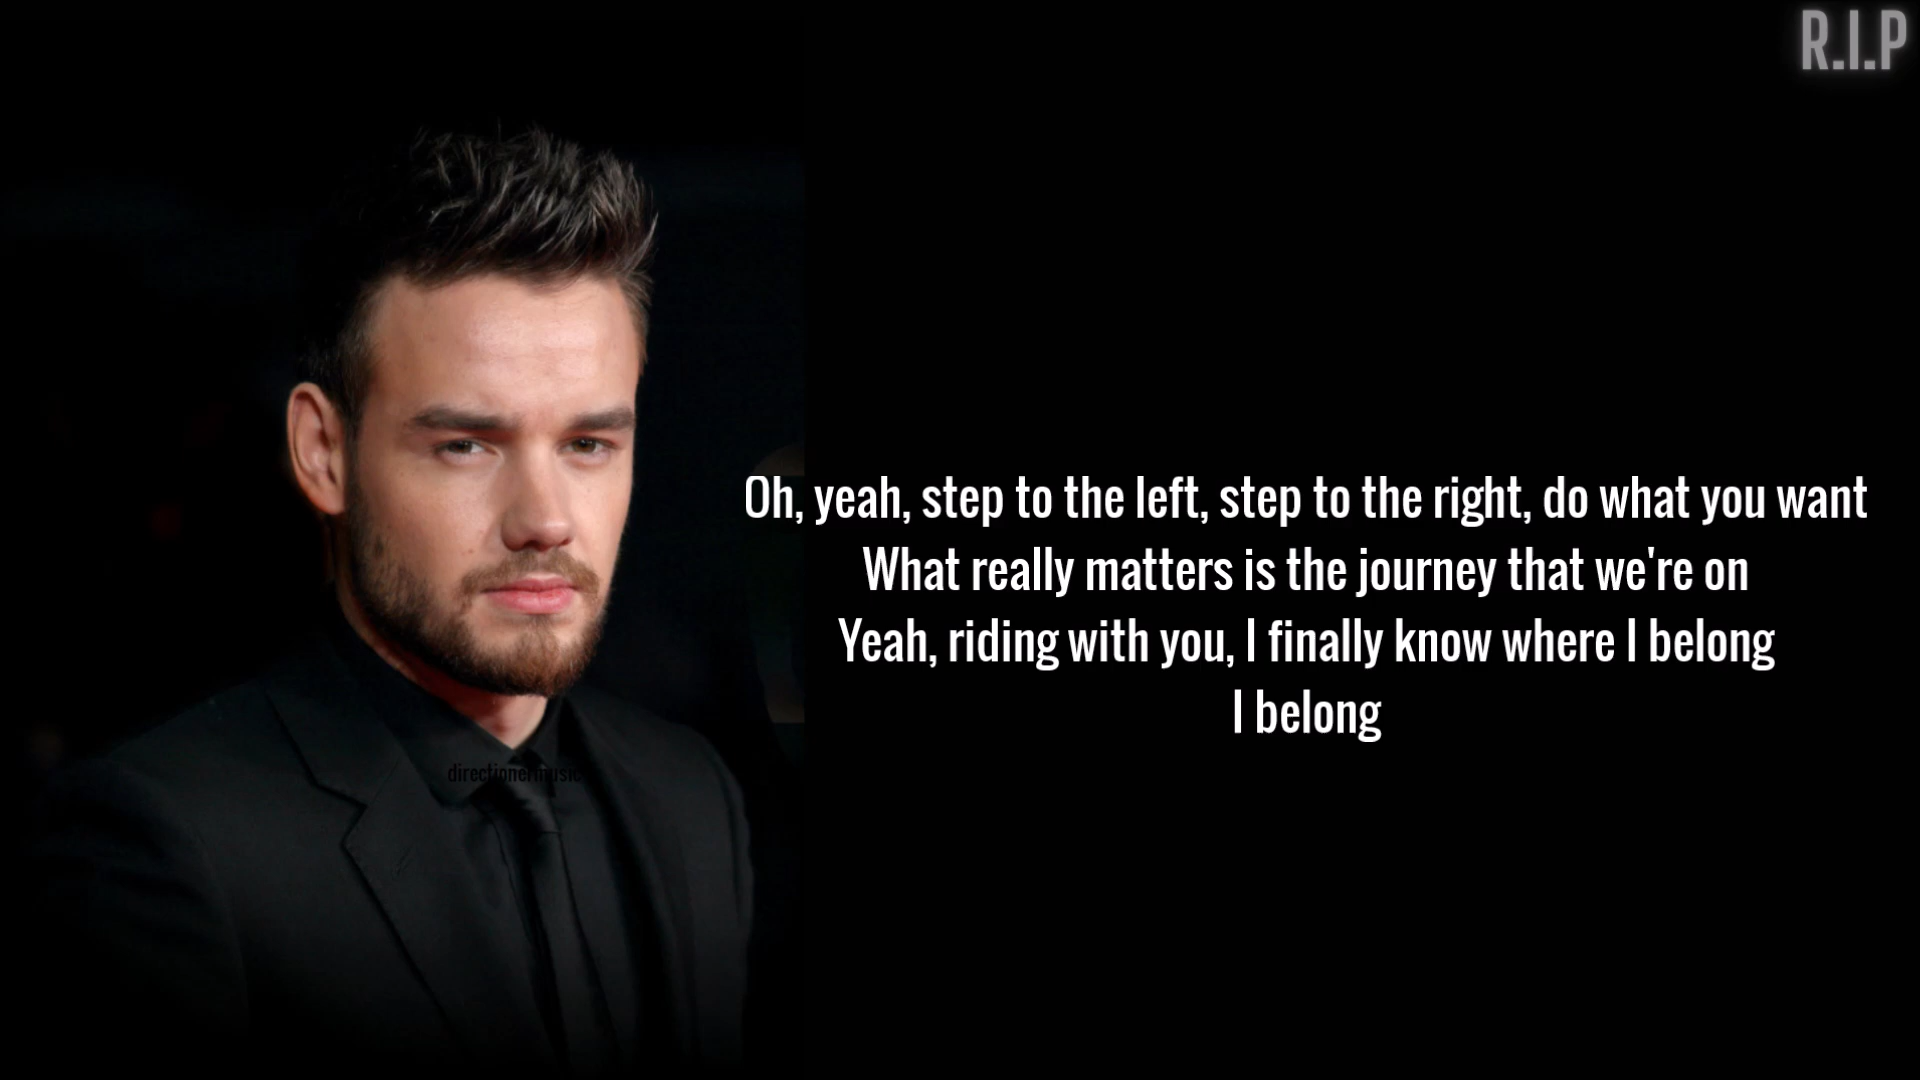 R.I.P
Oh, yeah, step to the left, step to the right, do what you want
What really matters is the journey that we're on
Yeah, riding with you, I finally know where I belong
I belong
directionermusic